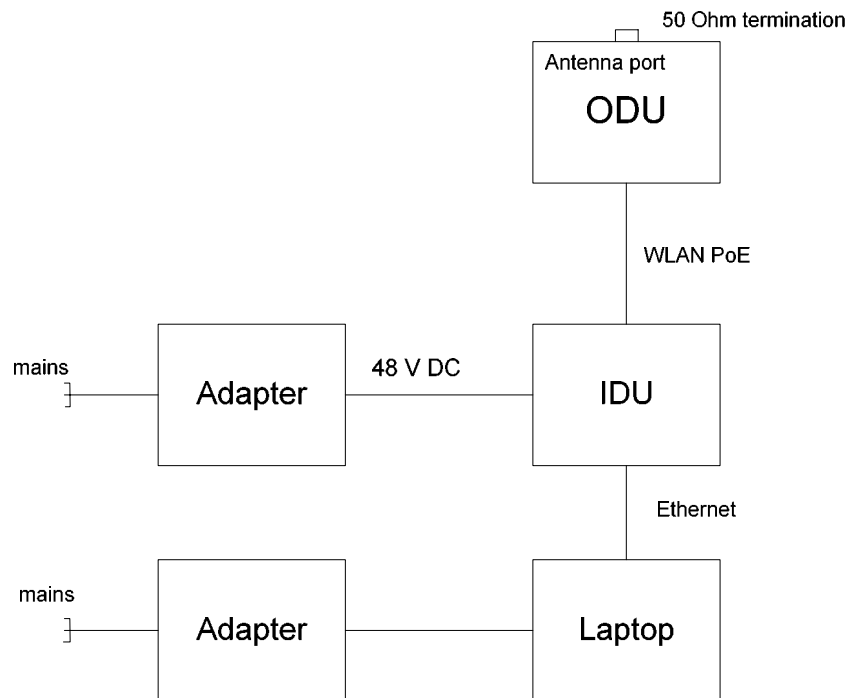 50 Ohm termination
Antenna port
ODU
WLAN PoE
mains
Adapter
48 V DC
IDU
Ethernet
mains
Adapter
Laptop